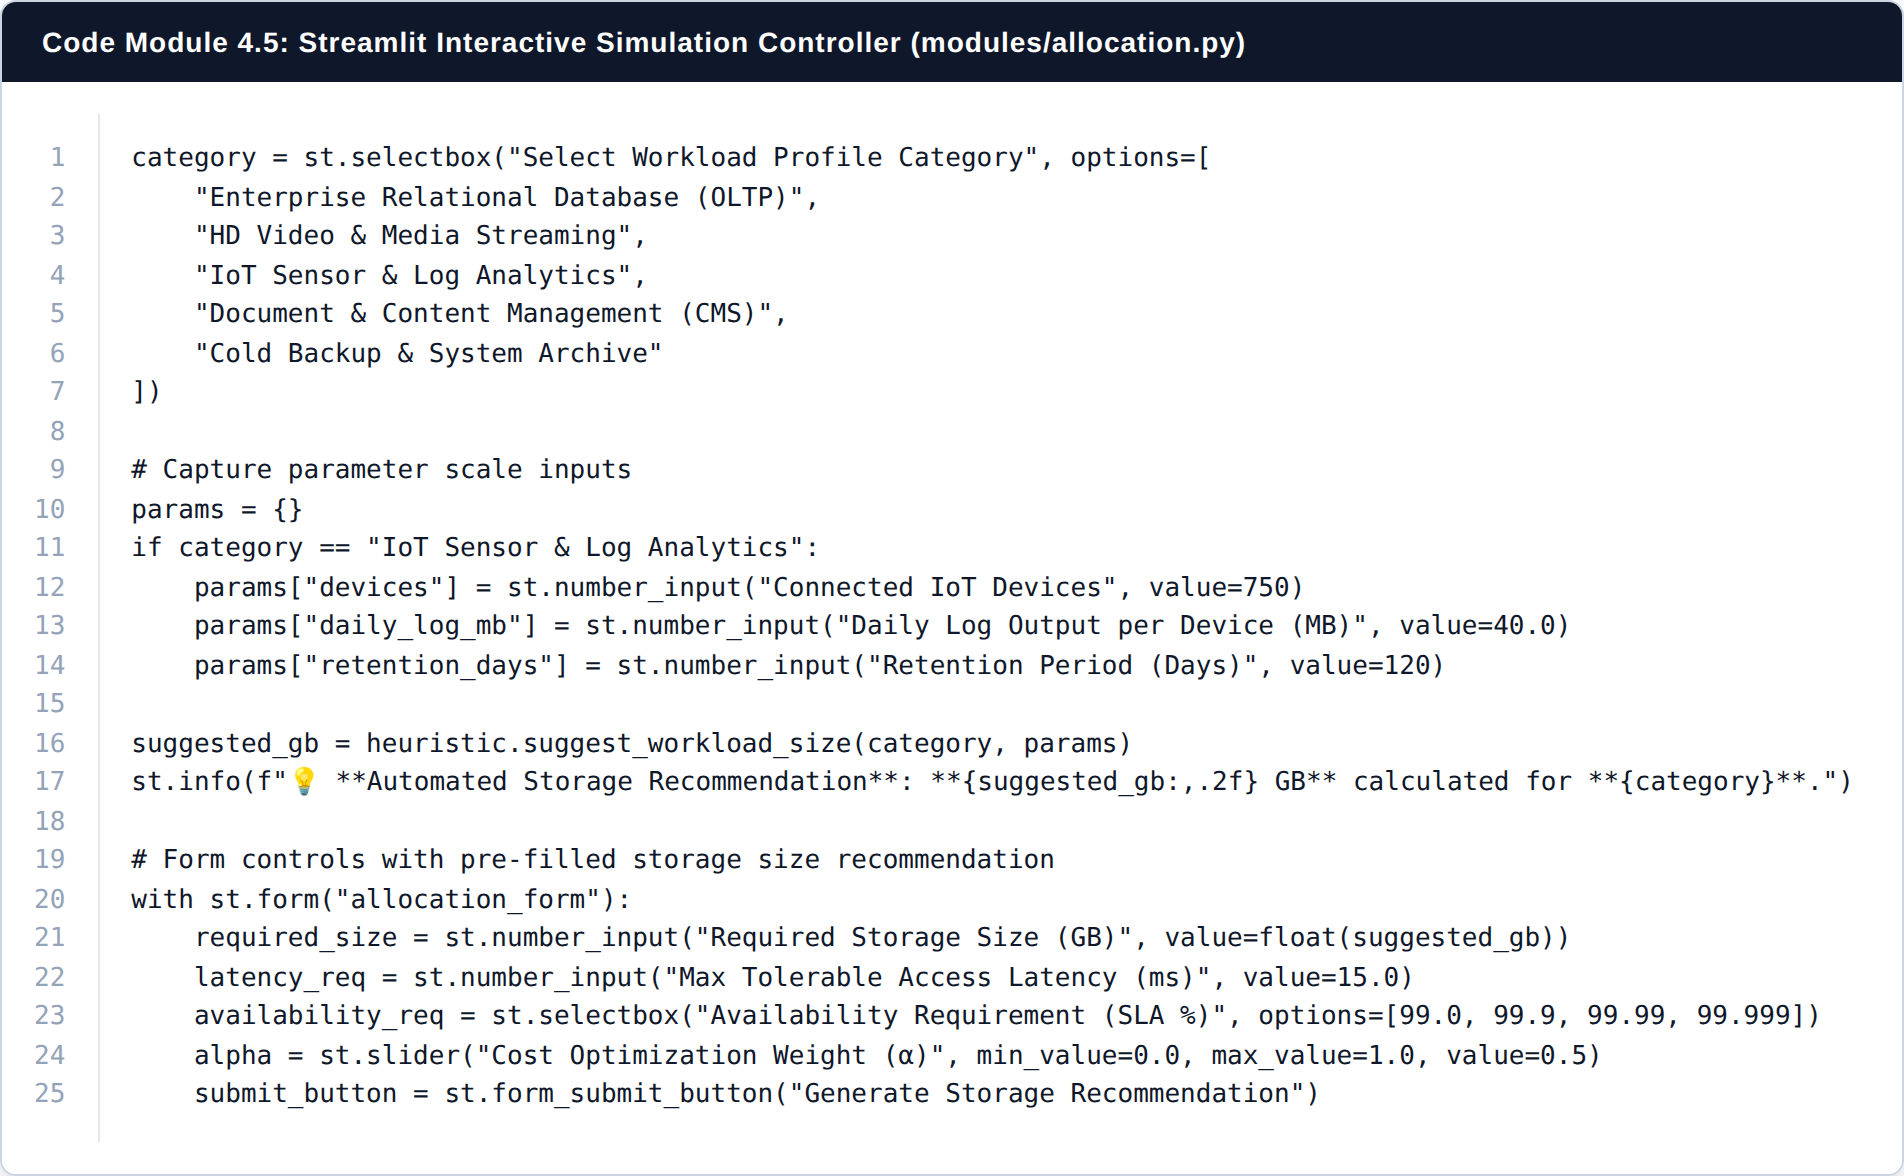 Code Module 4.5: Streamlit Interactive Simulation Controller (modules/allocation.py)
1 category = st.selectbox("Select Workload Profile Category", options=[
2     "Enterprise Relational Database (OLTP)",
3     "HD Video & Media Streaming",
4     "IoT Sensor & Log Analytics",
5     "Document & Content Management (CMS)",
6     "Cold Backup & System Archive"
7 ])
8
9 # Capture parameter scale inputs
10 params = {}
11 if category == "IoT Sensor & Log Analytics":
12     params["devices"] = st.number_input("Connected IoT Devices", value=750)
13     params["daily_log_mb"] = st.number_input("Daily Log Output per Device (MB)", value=40.0)
14     params["retention_days"] = st.number_input("Retention Period (Days)", value=120)
15
16 suggested_gb = heuristic.suggest_workload_size(category, params)
17 st.info(f"💡 **Automated Storage Recommendation**: **{suggested_gb:,.2f} GB** calculated for **{category}**.")
18
19 # Form controls with pre-filled storage size recommendation
20 with st.form("allocation_form"):
21     required_size = st.number_input("Required Storage Size (GB)", value=float(suggested_gb))
22     latency_req = st.number_input("Max Tolerable Access Latency (ms)", value=15.0)
23     availability_req = st.selectbox("Availability Requirement (SLA %)", options=[99.0, 99.9, 99.99, 99.999])
24     alpha = st.slider("Cost Optimization Weight (α)", min_value=0.0, max_value=1.0, value=0.5)
25     submit_button = st.form_submit_button("Generate Storage Recommendation")